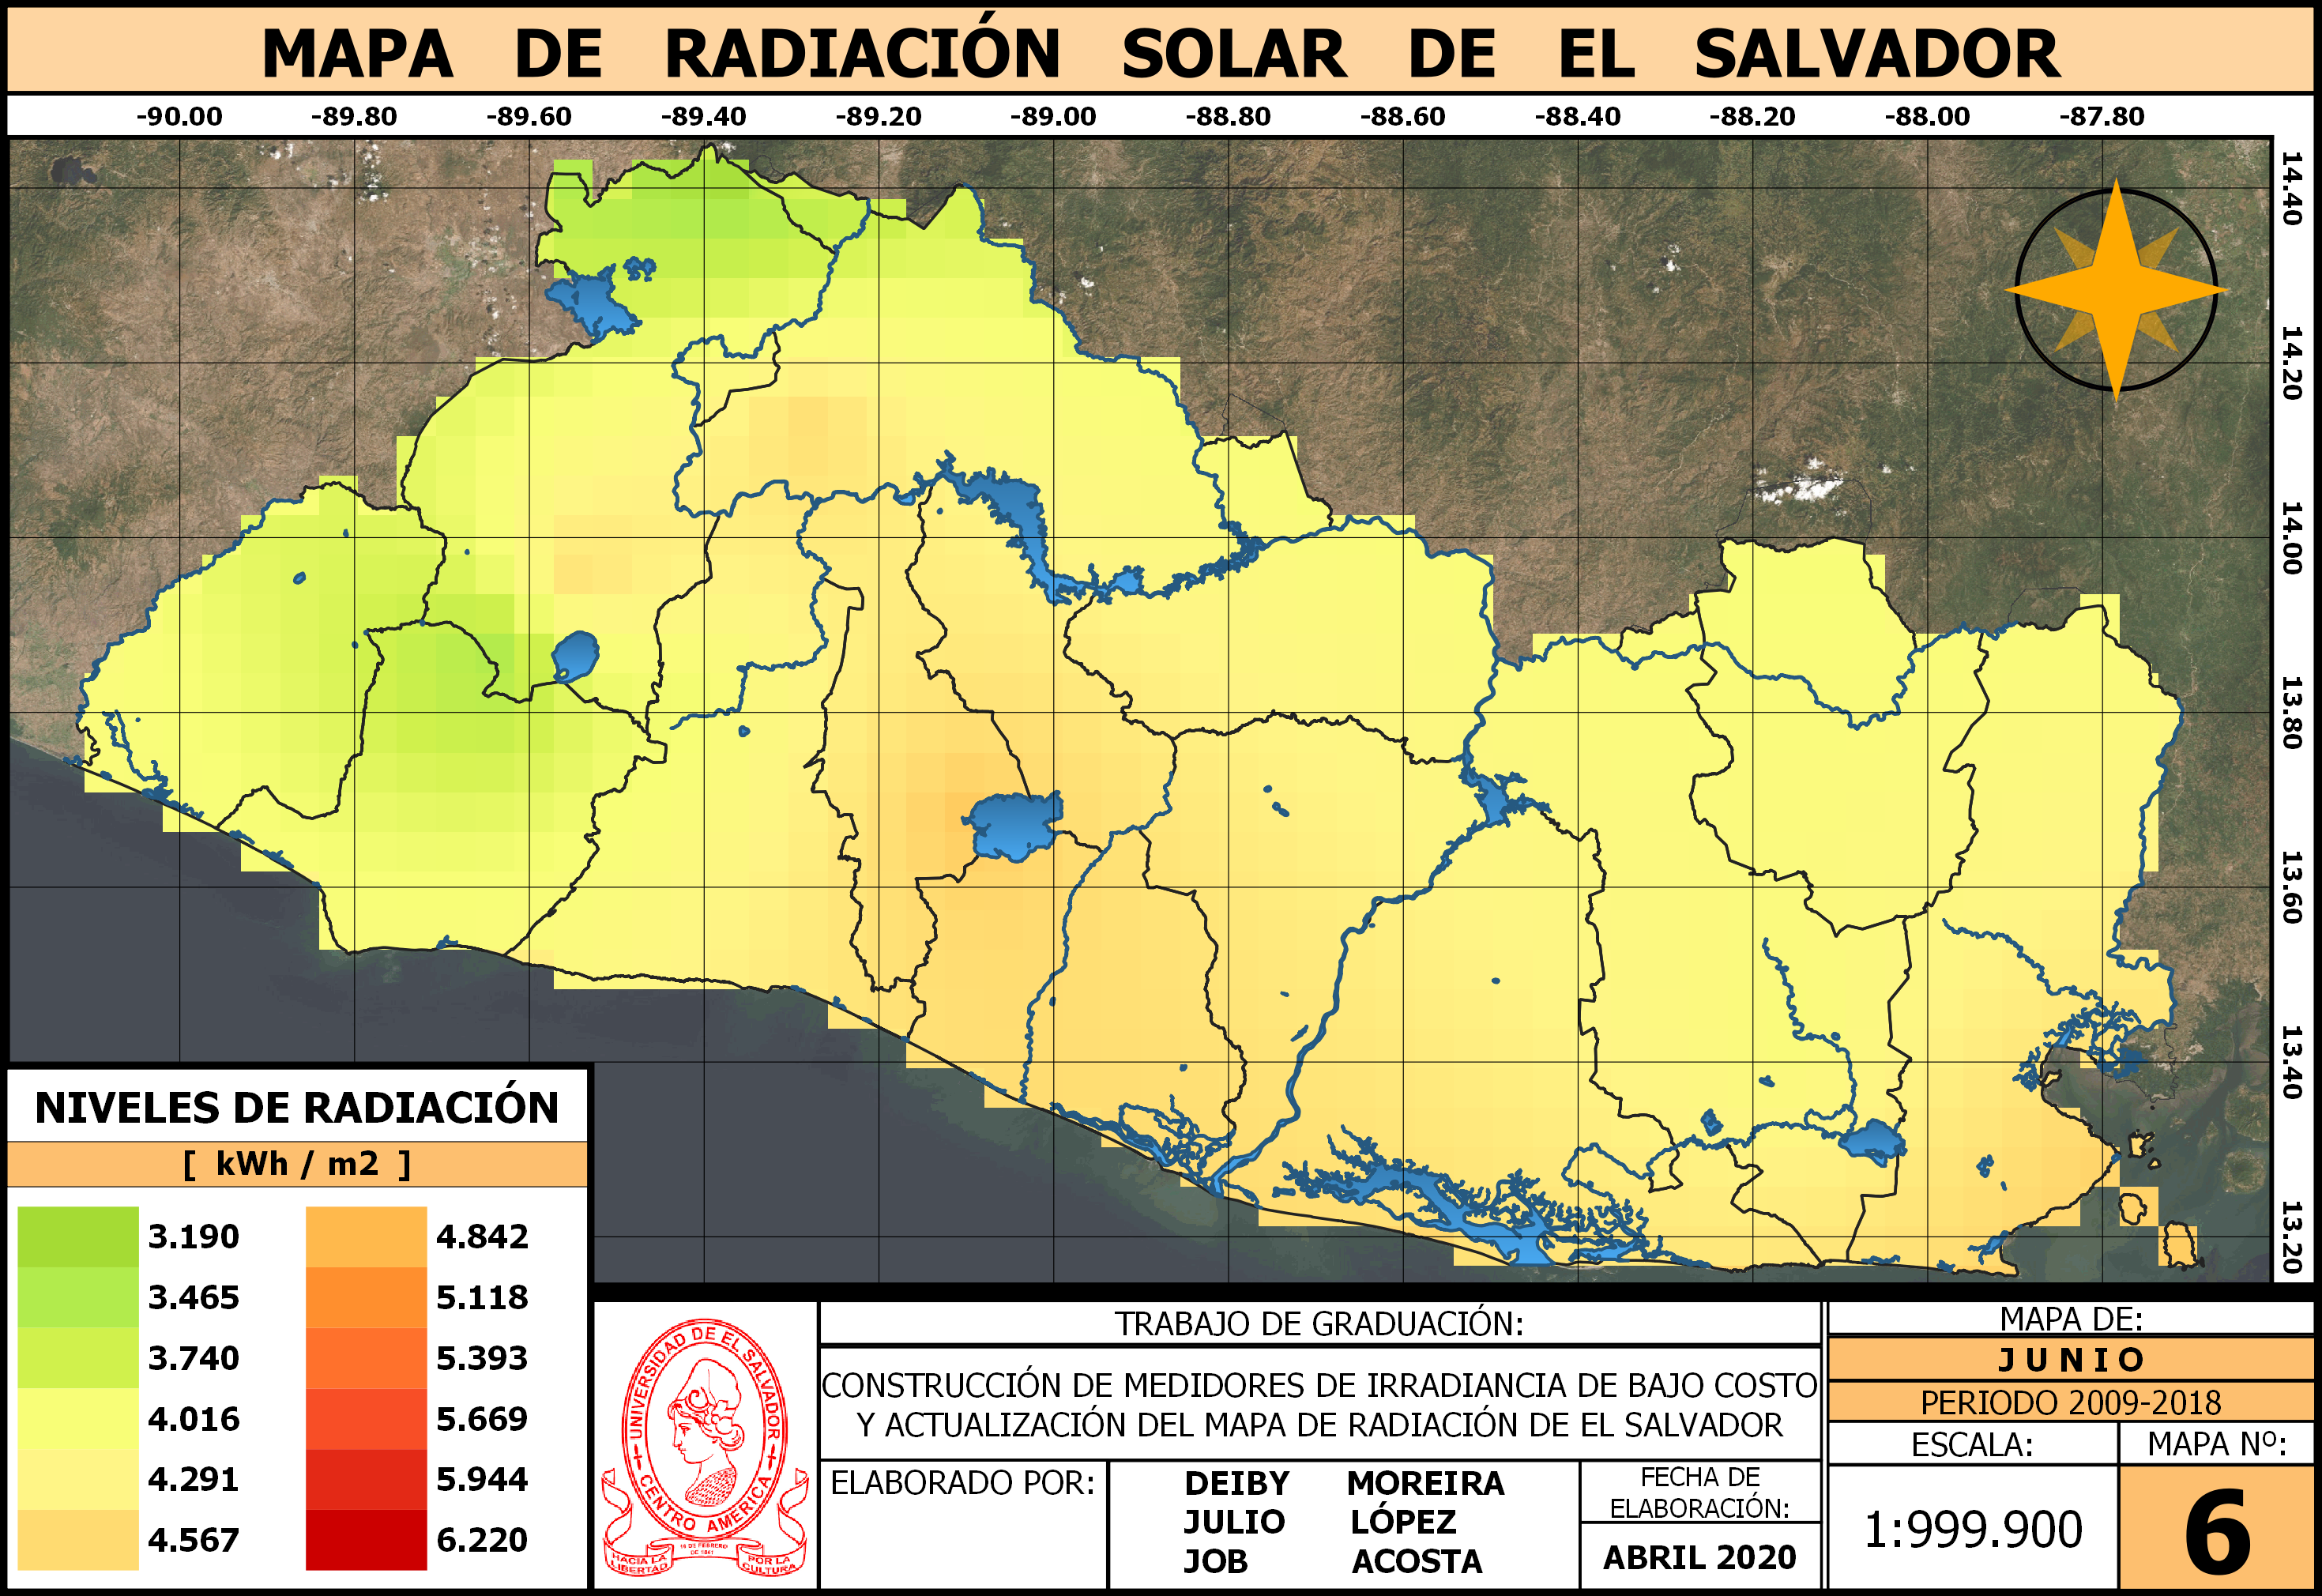 MAPA DE RADIACIÓN SOLAR DE EL SALVADOR
-90.00 -89.80 -89.60 -89.40 -89.20 -89.00 -88.80 -88.60 -88.40 -88.20 -88.00 -87.80
14.40
14.20
14.00
13.80
13.60
13.40
13.20
NIVELES DE RADIACIÓN
[ kWh / m2 ]
3.190 4.842
3.465 5.118
3.740 5.393
4.016 5.669
4.291 5.944
4.567 6.220
UNIVERSIDAD DE EL SALVADOR
CENTRO AMERICA
HACIA LA LIBERTAD
16 DE FEBRERO
DE 1841
POR LA CULTURA
TRABAJO DE GRADUACIÓN:
CONSTRUCCIÓN DE MEDIDORES DE IRRADIANCIA DE BAJO COSTO
Y ACTUALIZACIÓN DEL MAPA DE RADIACIÓN DE EL SALVADOR
ELABORADO POR:
DEIBY MOREIRA
JULIO LÓPEZ
JOB ACOSTA
FECHA DE
ELABORACIÓN:
ABRIL 2020
MAPA DE:
JUNIO
PERIODO 2009-2018
ESCALA:
1:999.900
MAPA Nº:
6